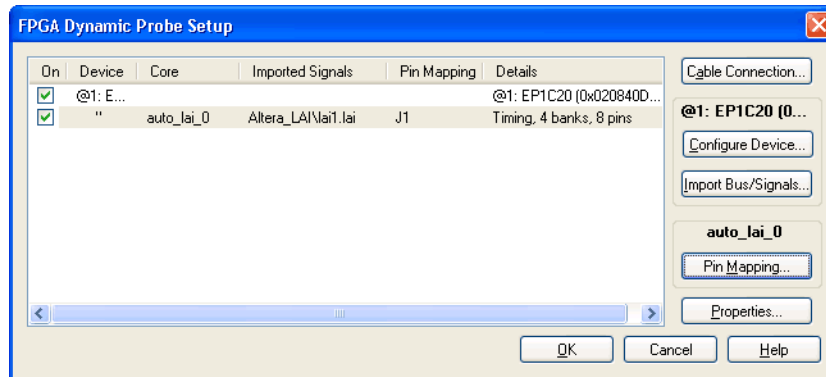 FPGA Dynamic Probe Setup
On Device Core Imported Signals Pin Mapping Details
@1: E... @1: EP1C20 (0x020840D...
" auto_lai_0 Altera_LAI\lai1.lai J1 Timing, 4 banks, 8 pins
Cable Connection...
@1: EP1C20 (0...
Configure Device...
Import Bus/Signals...
auto_lai_0
Pin Mapping...
Properties...
OK Cancel Help